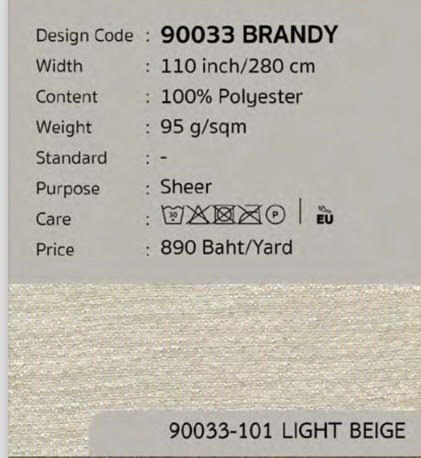 Design Code : 90033 BRANDY
Width : 110 inch/280 cm
Content : 100% Polyester
Weight : 95 g/sqm
Standard : -
Purpose : Sheer
Care : 30 P | EU
Price : 890 Baht/Yard
90033-101 LIGHT BEIGE